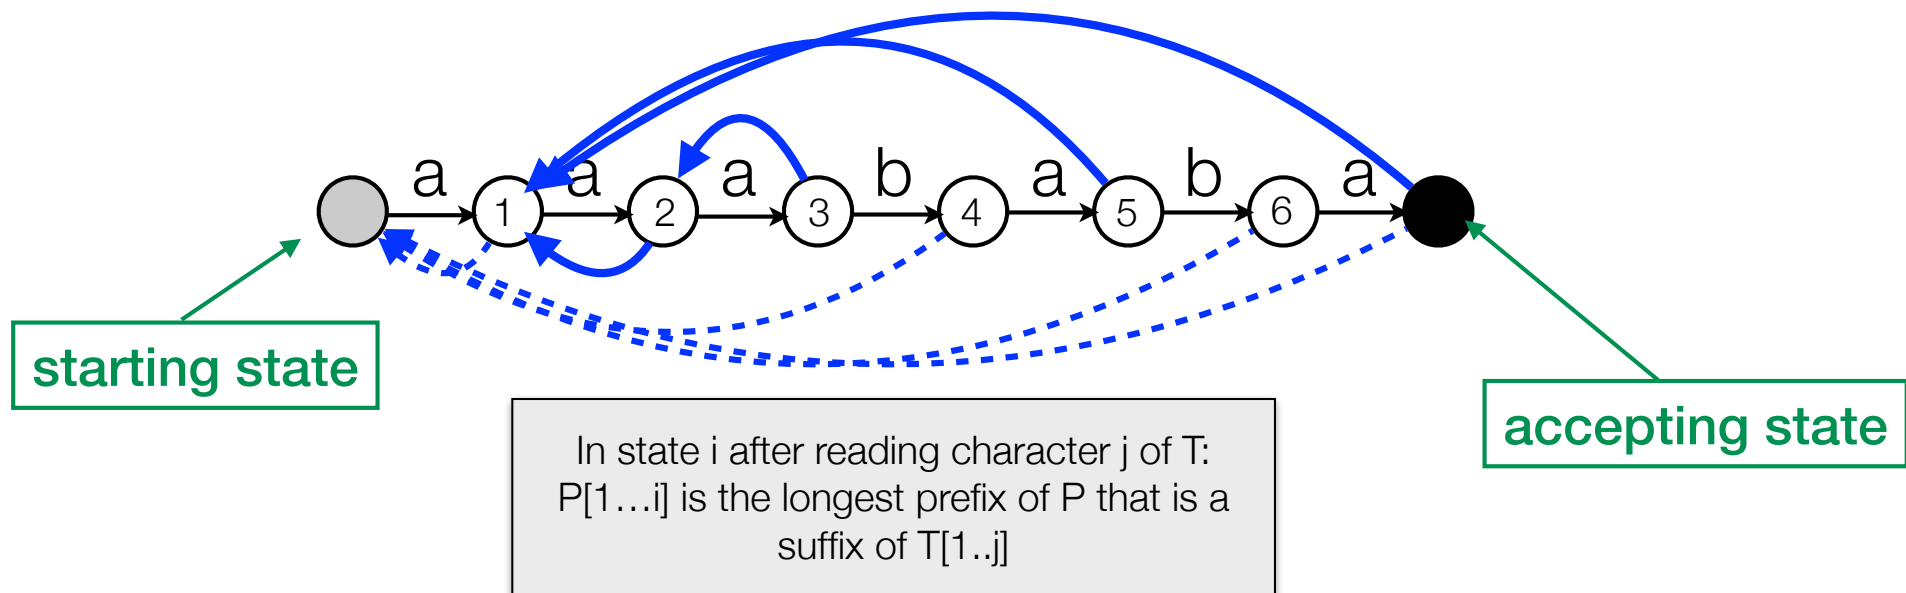 a a a b a b a
1 2 3 4 5 6
starting state
accepting state
In state i after reading character j of T:
P[1…i] is the longest prefix of P that is a
suffix of T[1..j]